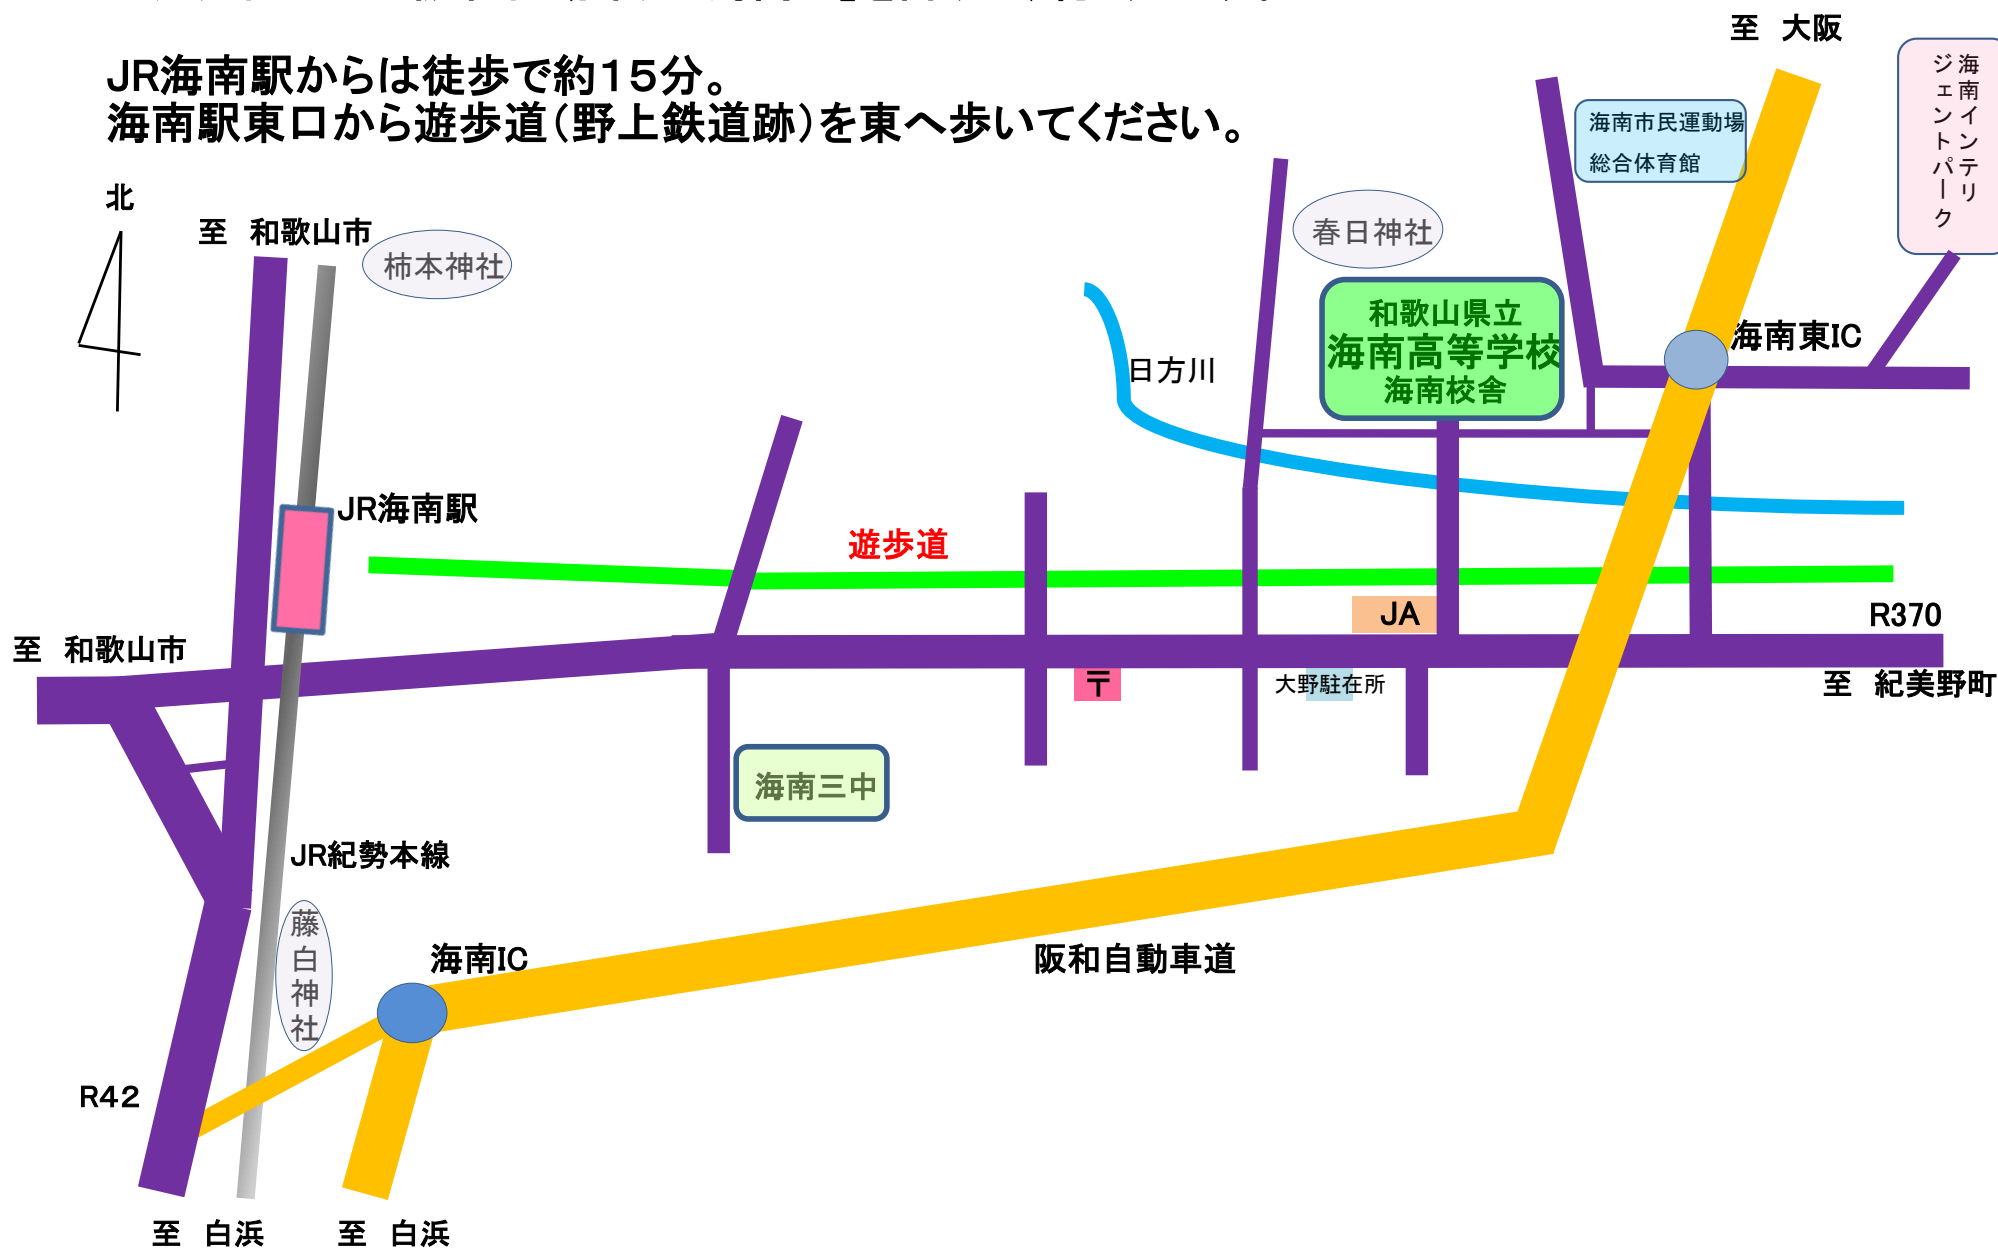 JR海南駅からは徒歩で約15分。
海南駅東口から遊歩道(野上鉄道跡)を東へ歩いてください。
至 大阪
海南インテリ
ジェントパーク
海南市民運動場
総合体育館
北
至 和歌山市
柿本神社
春日神社
和歌山県立
海南高等学校
海南校舎
海南東IC
日方川
JR海南駅
遊歩道
JA
R370
至 和歌山市
〒
大野駐在所
至 紀美野町
海南三中
JR紀勢本線
藤白神社
海南IC
阪和自動車道
R42
至 白浜
至 白浜